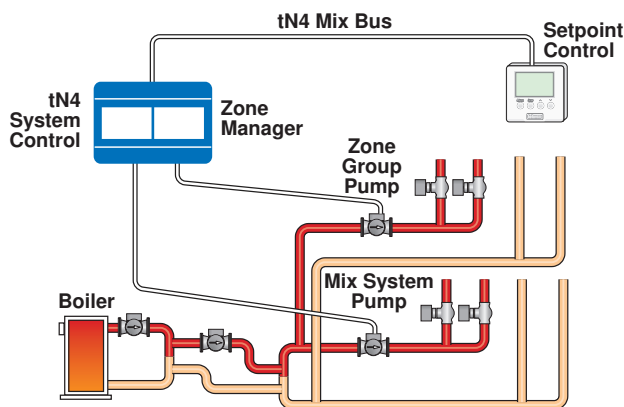 tN4 Mix Bus
Setpoint
Control
tN4
System
Control
Zone
Manager
Zone
Group
Pump
Mix System
Pump
Boiler